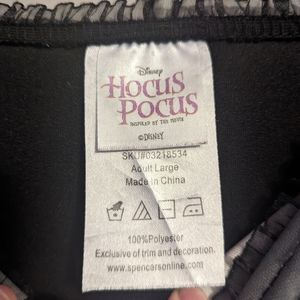 Disney
HOCUS
POCUS
INSPIRED BY THE MOVIE
©DISNEY
SKU#03218534
Adult Large
Made in China
100%Polyester
Exclusive of trim and decoration.
www.spencersonline.com